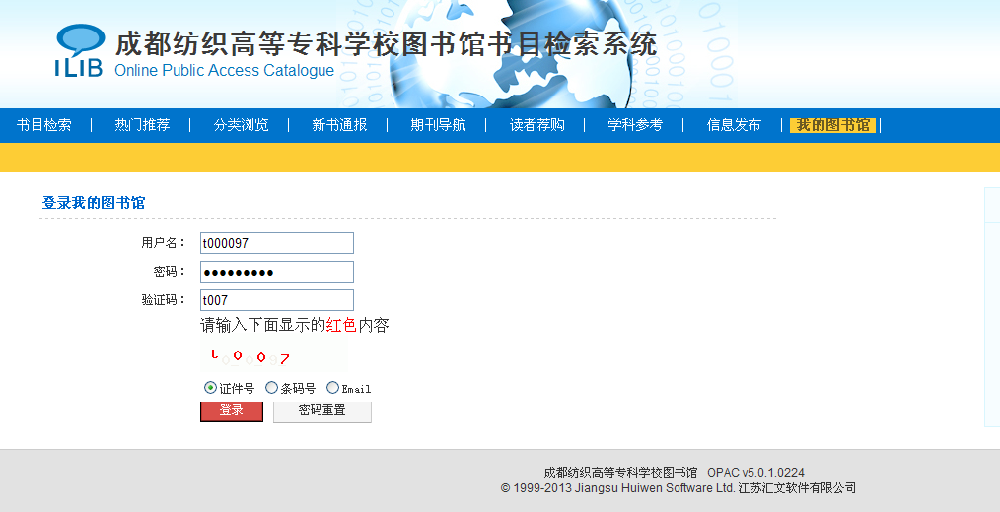 ILIB
成都纺织高等专科学校图书馆书目检索系统
Online Public Access Catalogue
书目检索 | 热门推荐 | 分类浏览 | 新书通报 | 期刊导航 | 读者荐购 | 学科参考 | 信息发布 | 我的图书馆 |
登录我的图书馆
用户名： t000097
密码： ●●●●●●●●●
验证码： t007
请输入下面显示的红色内容
t007
证件号 条码号 Email
登录 密码重置
成都纺织高等专科学校图书馆 OPAC v5.0.1.0224
© 1999-2013 Jiangsu Huiwen Software Ltd. 江苏汇文软件有限公司